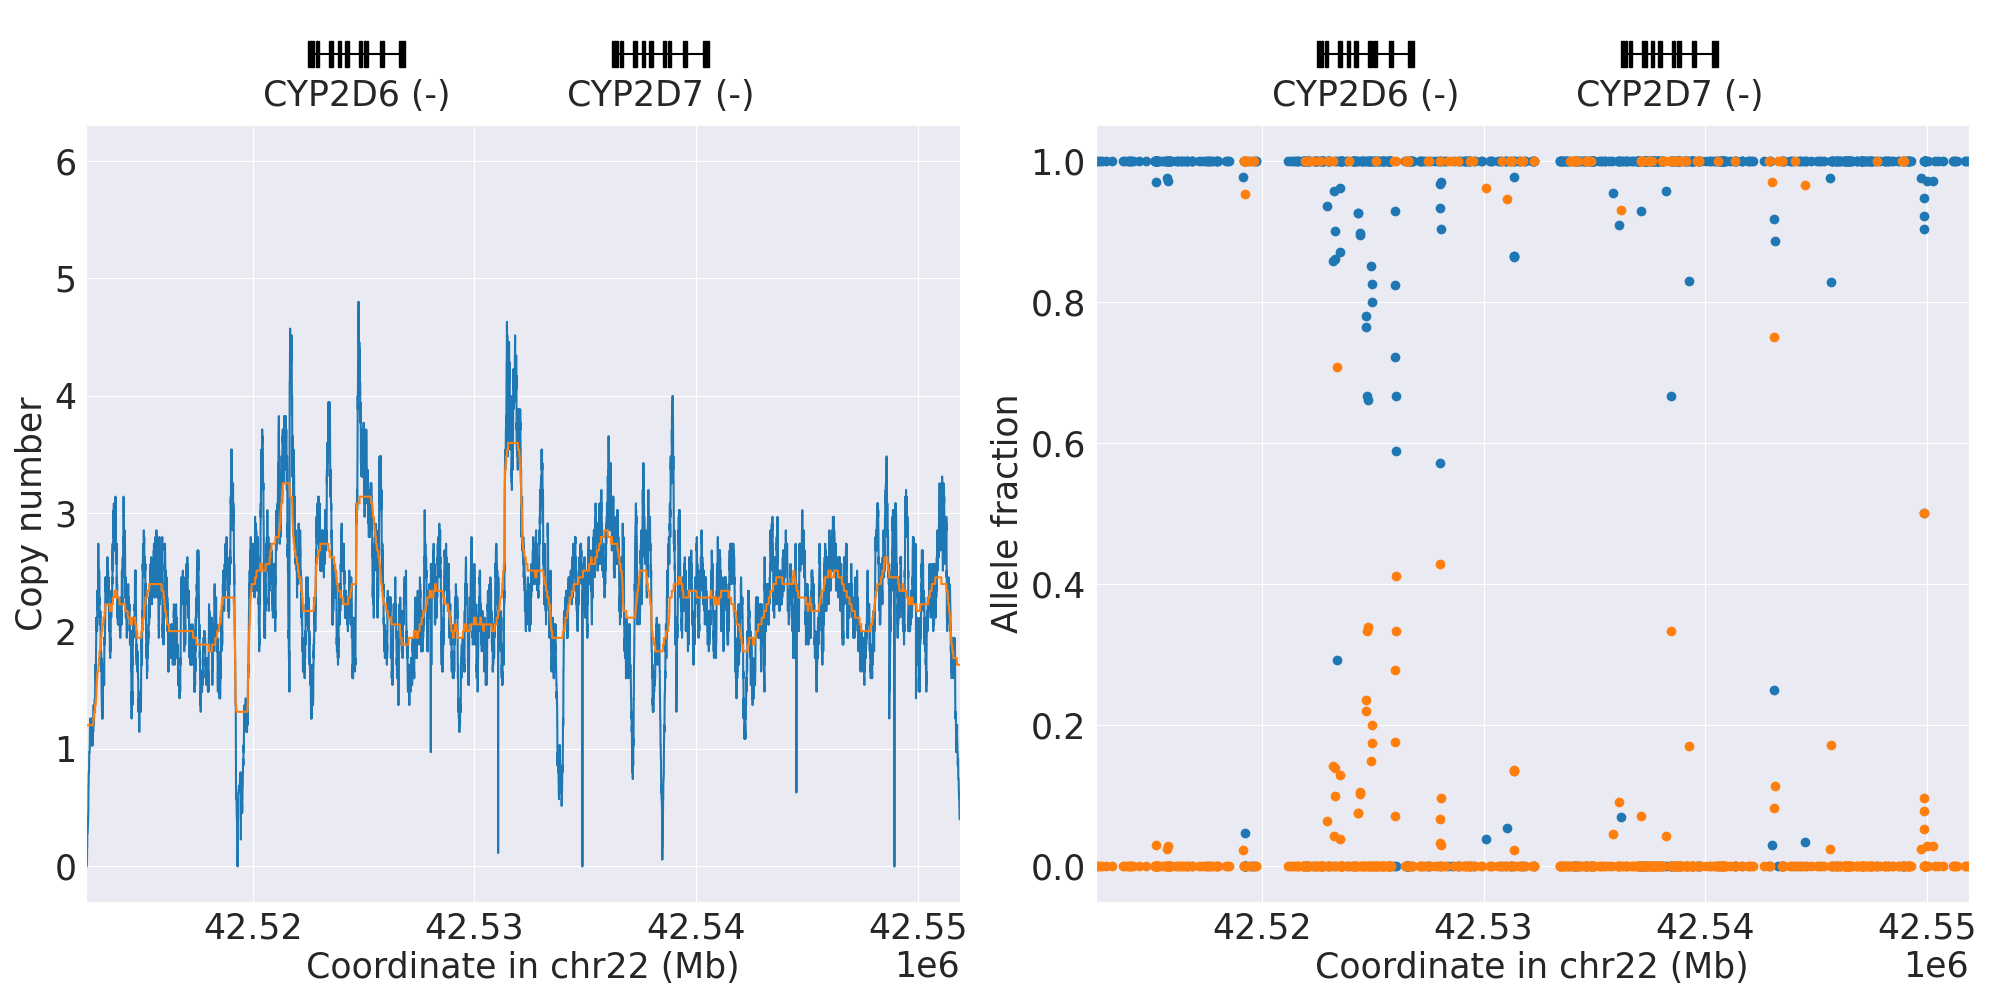 CYP2D6 (-) CYP2D7 (-)
6
5
4
3
2
1
0
Copy number
42.52 42.53 42.54 42.55
Coordinate in chr22 (Mb)
1e6
CYP2D6 (-) CYP2D7 (-)
1.0
0.8
0.6
0.4
0.2
0.0
Allele fraction
42.52 42.53 42.54 42.55
Coordinate in chr22 (Mb)
1e6